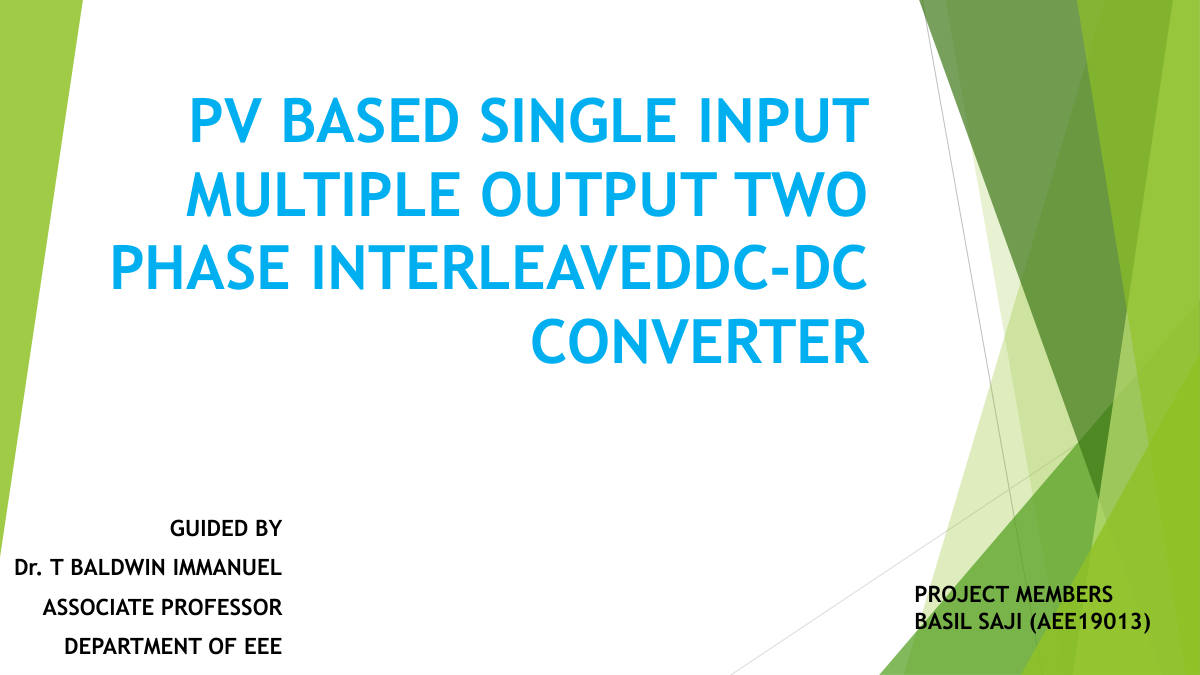 PV BASED SINGLE INPUT
MULTIPLE OUTPUT TWO
PHASE INTERLEAVEDDC-DC
CONVERTER
GUIDED BY
Dr. T BALDWIN IMMANUEL
ASSOCIATE PROFESSOR
DEPARTMENT OF EEE
PROJECT MEMBERS
BASIL SAJI (AEE19013)